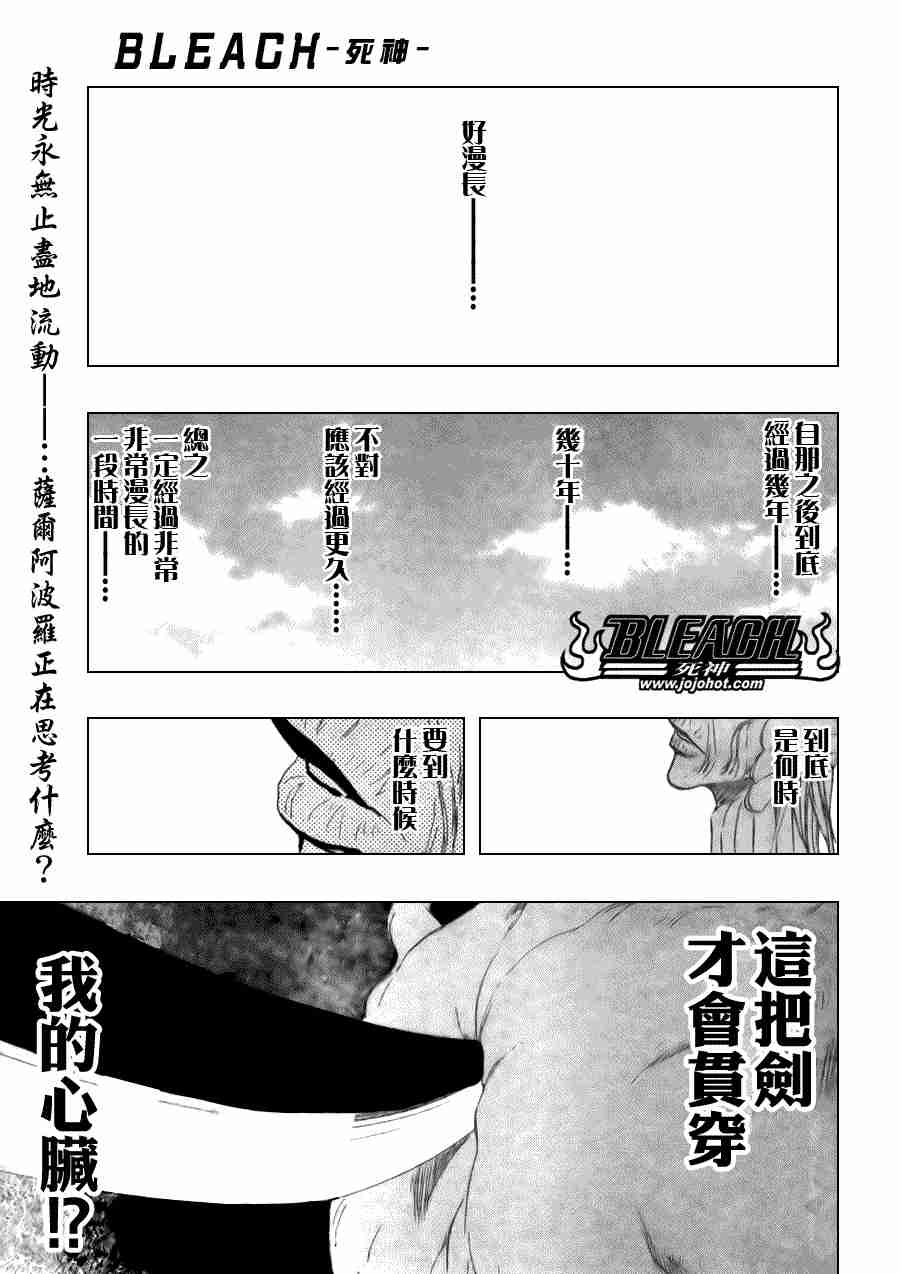 BLEACH-死神-
好漫長———…
自那之後到底
經過幾年——…
幾十年——…
不對
應該經過更久……
總之
一定經過非常
非常漫長的
一段時間——…
BLEACH
死神
www.jojohot.com
到底
是何時
要到
什麼時候
這把劍
才會貫穿
我的心臟!?
時光永無止盡地流動——…薩爾阿波羅正在思考什麼？